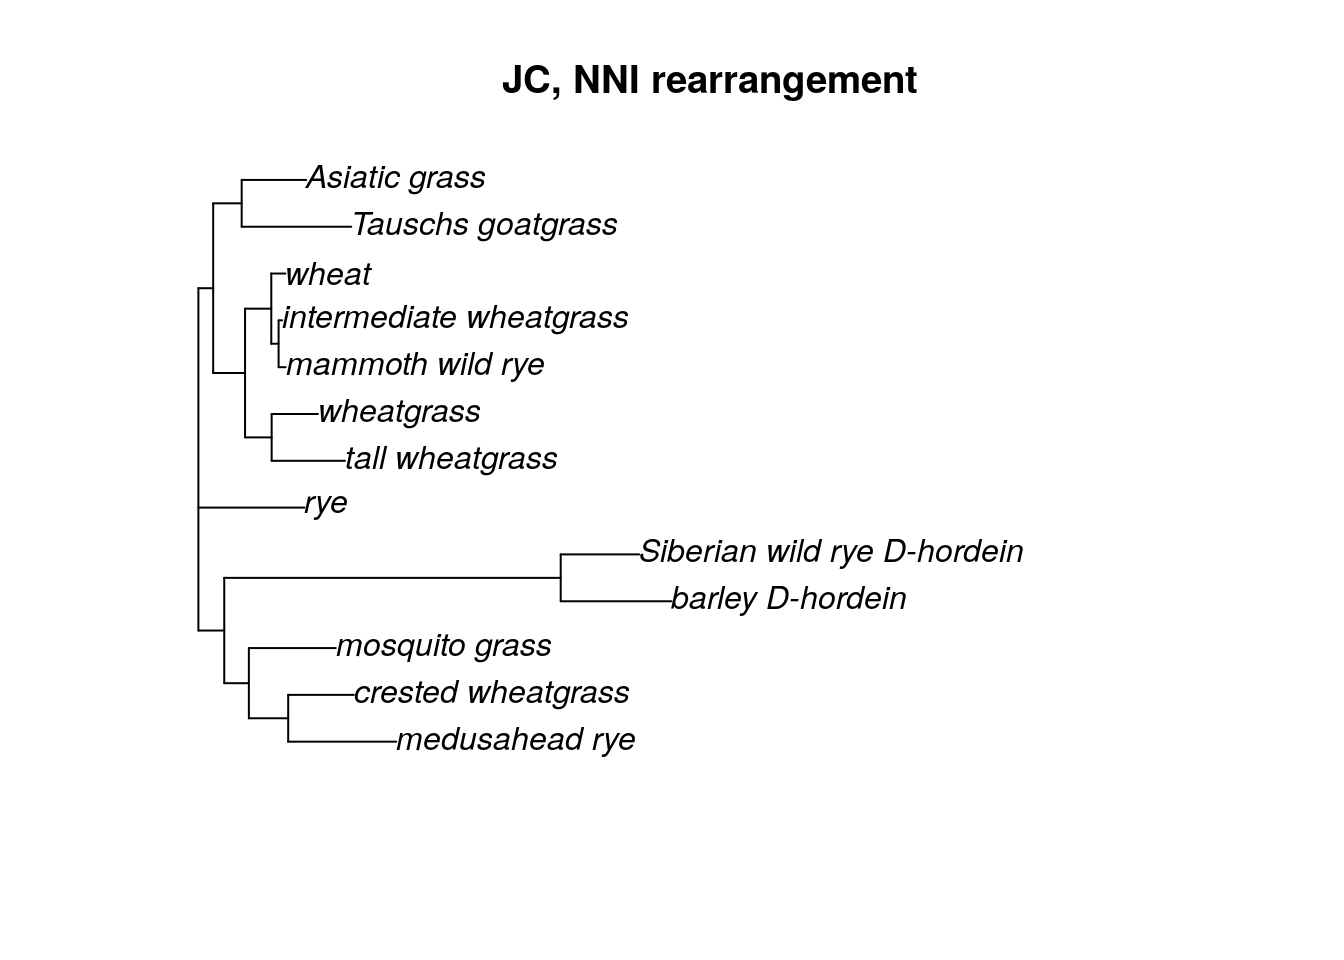 JC, NNI rearrangement
Asiatic grass
Tauschs goatgrass
wheat
intermediate wheatgrass
mammoth wild rye
wheatgrass
tall wheatgrass
rye
Siberian wild rye D-hordein
barley D-hordein
mosquito grass
crested wheatgrass
medusahead rye